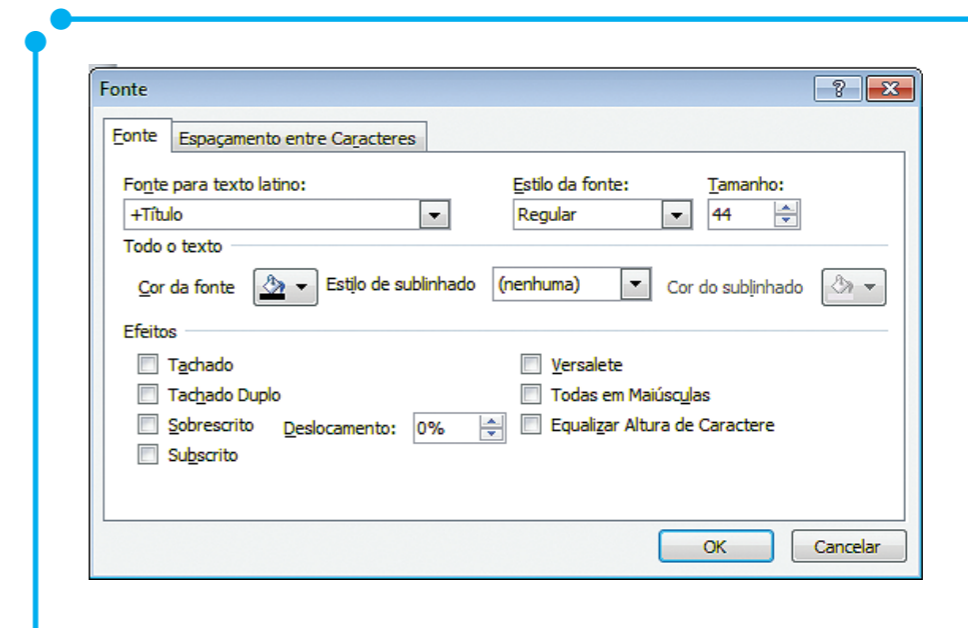 Fonte
Fonte Espaçamento entre Caracteres
Fonte para texto latino: Estilo da fonte: Tamanho:
+Título Regular 44
Todo o texto
Cor da fonte Estilo de sublinhado (nenhuma) Cor do sublinhado
Efeitos
Tachado Versalete
Tachado Duplo Todas em Maiúsculas
Sobrescrito Deslocamento: 0% Equalizar Altura de Caractere
Subscrito
OK Cancelar